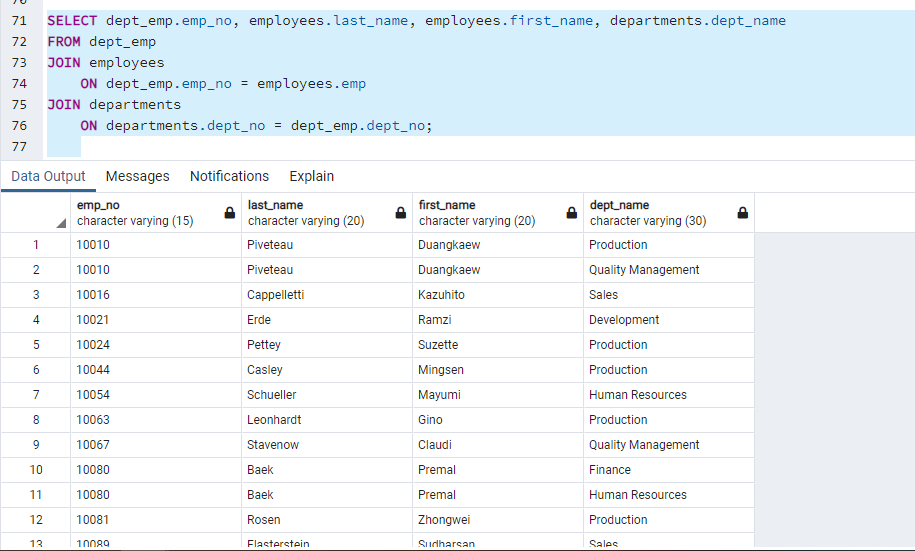 71 SELECT dept_emp.emp_no, employees.last_name, employees.first_name, departments.dept_name
72 FROM dept_emp
73 JOIN employees
74 ON dept_emp.emp_no = employees.emp
75 JOIN departments
76 ON departments.dept_no = dept_emp.dept_no;
77
Data Output Messages Notifications Explain
emp_no last_name first_name dept_name
character varying (15) character varying (20) character varying (20) character varying (30)
1 10010 Piveteau Duangkaew Production
2 10010 Piveteau Duangkaew Quality Management
3 10016 Cappelletti Kazuhito Sales
4 10021 Erde Ramzi Development
5 10024 Pettey Suzette Production
6 10044 Casley Mingsen Production
7 10054 Schueller Mayumi Human Resources
8 10063 Leonhardt Gino Production
9 10067 Stavenow Claudi Quality Management
10 10080 Baek Premal Finance
11 10080 Baek Premal Human Resources
12 10081 Rosen Zhongwei Production
13 10089 Flasterstein Sudharsan Sales